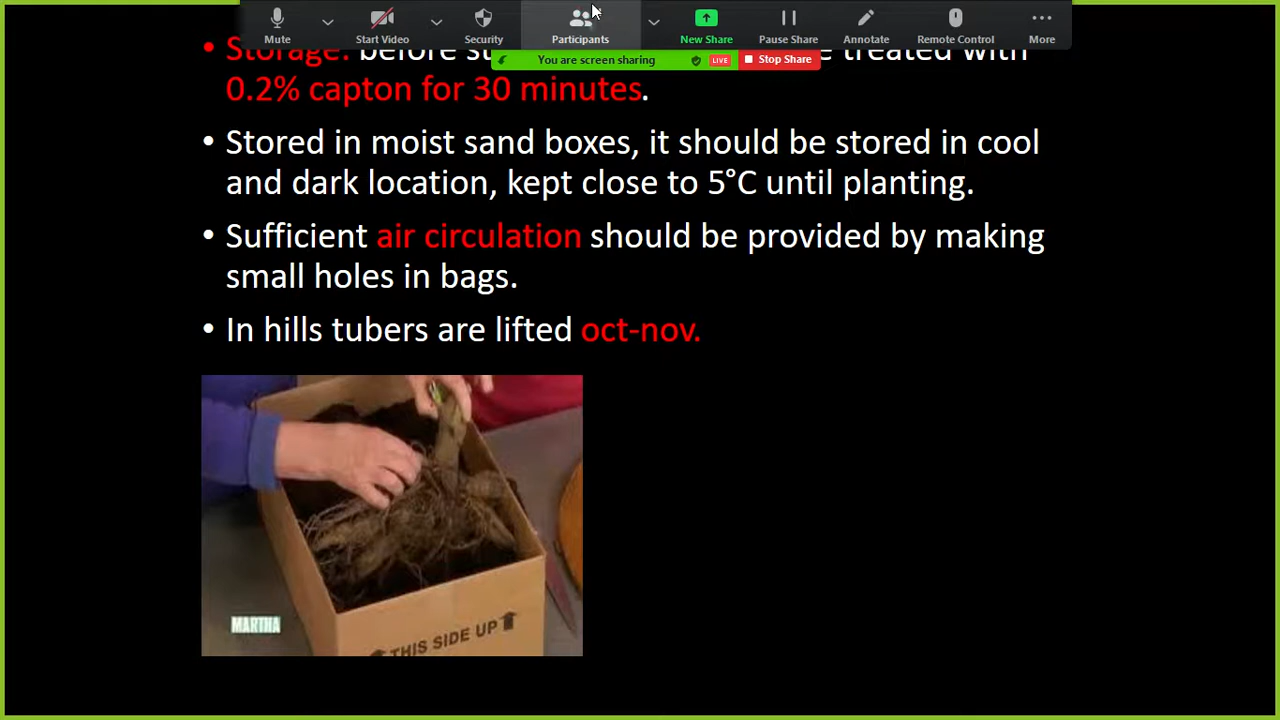 Mute
Start Video
Security
Participants
New Share
Pause Share
Annotate
Remote Control
More
You are screen sharing
LIVE
Stop Share
• Storage: before treated with
0.2% capton for 30 minutes.
• Stored in moist sand boxes, it should be stored in cool
and dark location, kept close to 5°C until planting.
• Sufficient air circulation should be provided by making
small holes in bags.
• In hills tubers are lifted oct-nov.
MARTHA
THIS SIDE UP